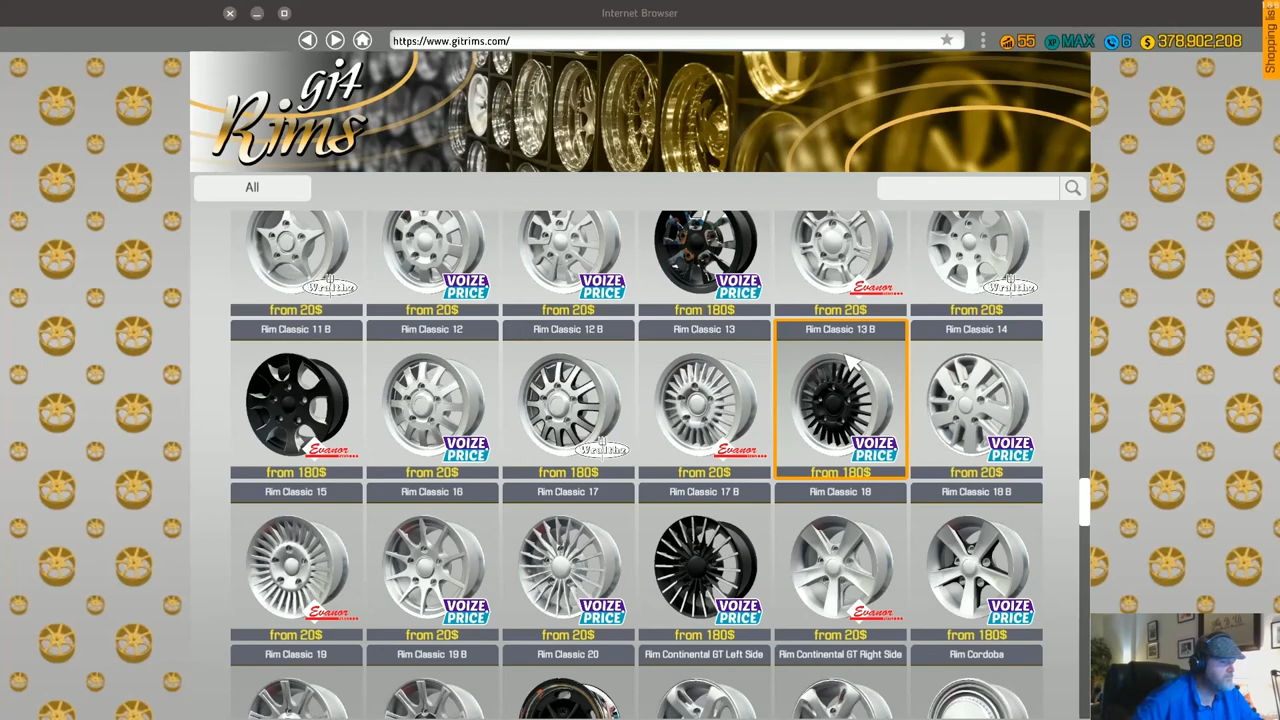 Internet Browser
https://www.gitrims.com/
55 XP MAX 6 $ 378,902,208
Shopping list
git Rims
All
Wraithe VOIZE PRICE VOIZE PRICE VOIZE PRICE Evanor Wraithe
from 20$ from 20$ from 20$ from 180$ from 20$ from 20$
Rim Classic 11 B Rim Classic 12 Rim Classic 12 B Rim Classic 13 Rim Classic 13 B Rim Classic 14
Evanor VOIZE PRICE Wraithe Evanor VOIZE PRICE VOIZE PRICE
from 180$ from 20$ from 180$ from 20$ from 180$ from 20$
Rim Classic 15 Rim Classic 16 Rim Classic 17 Rim Classic 17 B Rim Classic 18 Rim Classic 18 B
Evanor VOIZE PRICE VOIZE PRICE VOIZE PRICE Evanor VOIZE PRICE
from 20$ from 20$ from 20$ from 180$ from 20$ from 180$
Rim Classic 19 Rim Classic 19 B Rim Classic 20 Rim Continental GT Left Side Rim Continental GT Right Side Rim Cordoba